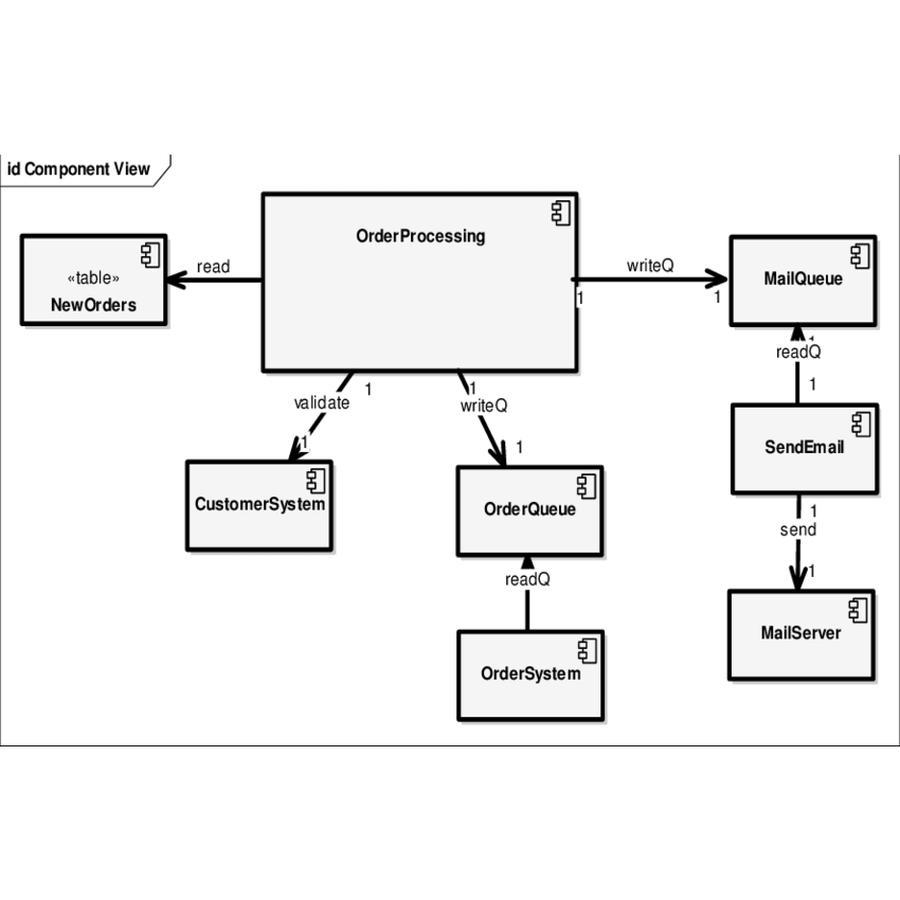 id Component View
OrderProcessing
«table»
NewOrders
read
writeQ
1
1
MailQueue
validate
1
1
1
writeQ
1
readQ
1
CustomerSystem
OrderQueue
SendEmail
readQ
1
send
1
OrderSystem
MailServer